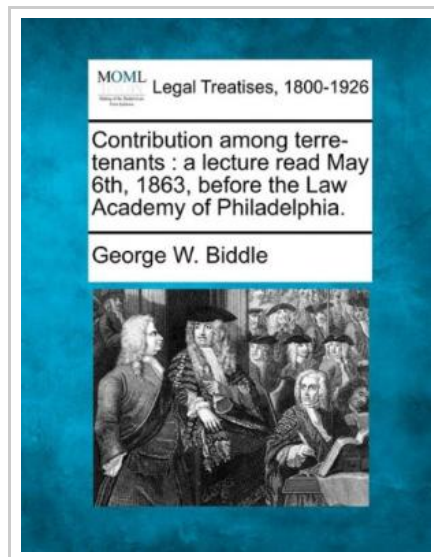 MOML
Legal Treatises, 1800-1926
Contribution among terre-
tenants : a lecture read May
6th, 1863, before the Law
Academy of Philadelphia.
George W. Biddle